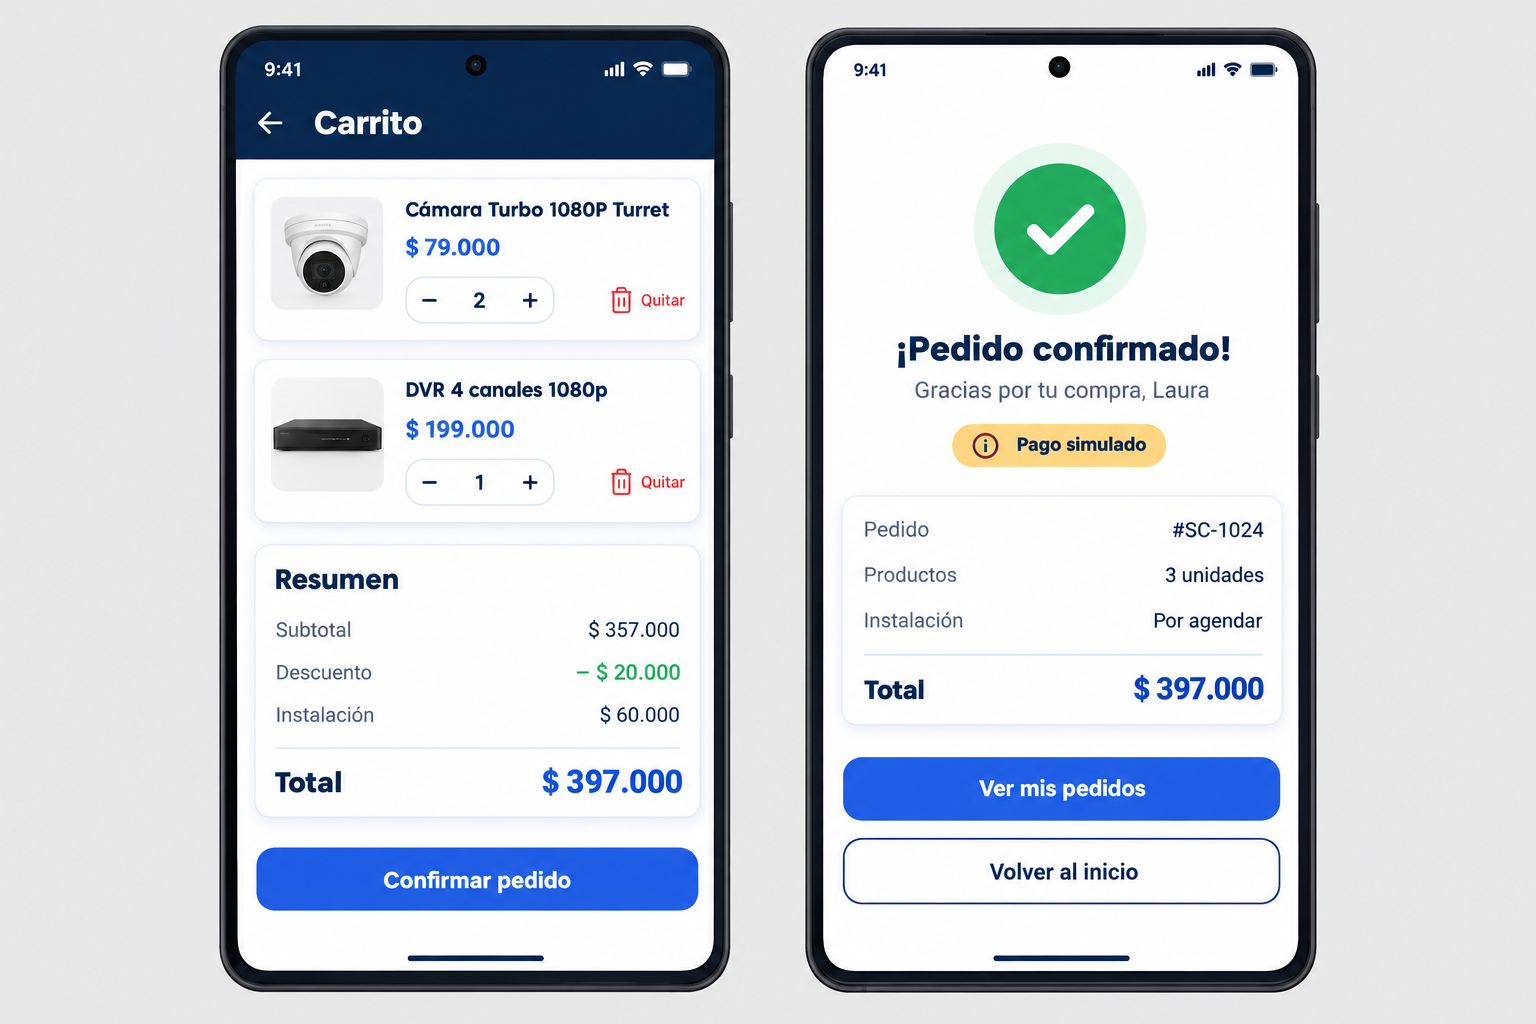 9:41
Carrito
Cámara Turbo 1080P Turret
$ 79.000
− 2 +
Quitar
DVR 4 canales 1080p
$ 199.000
− 1 +
Quitar
Resumen
Subtotal $ 357.000
Descuento – $ 20.000
Instalación $ 60.000
Total $ 397.000
Confirmar pedido
9:41
¡Pedido confirmado!
Gracias por tu compra, Laura
Pago simulado
Pedido #SC-1024
Productos 3 unidades
Instalación Por agendar
Total $ 397.000
Ver mis pedidos
Volver al inicio